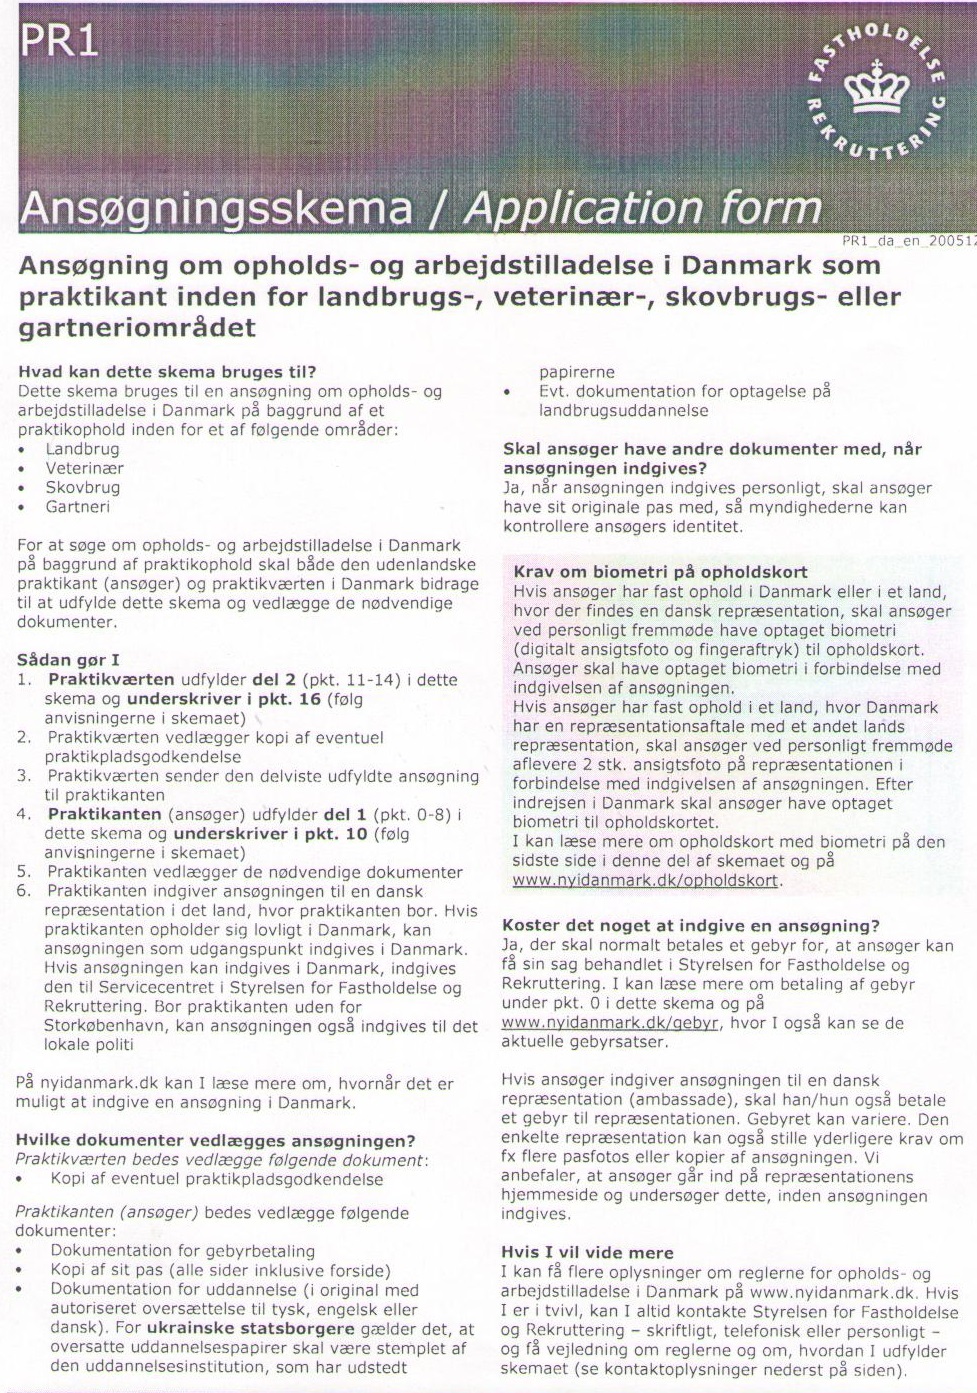 PR1
FASTHOLDELSE
REKRUTTERING
Ansøgningsskema / Application form
PR1_da_en_200512
Ansøgning om opholds- og arbejdstilladelse i Danmark som
praktikant inden for landbrugs-, veterinær-, skovbrugs- eller
gartneriområdet
Hvad kan dette skema bruges til?
Dette skema bruges til en ansøgning om opholds- og
arbejdstilladelse i Danmark på baggrund af et
praktikophold inden for et af følgende områder:
• Landbrug
• Veterinær
• Skovbrug
• Gartneri
For at søge om opholds- og arbejdstilladelse i Danmark
på baggrund af praktikophold skal både den udenlandske
praktikant (ansøger) og praktikværten i Danmark bidrage
til at udfylde dette skema og vedlægge de nødvendige
dokumenter.
Sådan gør I
1. Praktikværten udfylder del 2 (pkt. 11-14) i dette
skema og underskriver i pkt. 16 (følg
anvisningerne i skemaet)
2. Praktikværten vedlægger kopi af eventuel
praktikpladsgodkendelse
3. Praktikværten sender den delviste udfyldte ansøgning
til praktikanten
4. Praktikanten (ansøger) udfylder del 1 (pkt. 0-8) i
dette skema og underskriver i pkt. 10 (følg
anvisningerne i skemaet)
5. Praktikanten vedlægger de nødvendige dokumenter
6. Praktikanten indgiver ansøgningen til en dansk
repræsentation i det land, hvor praktikanten bor. Hvis
praktikanten opholder sig lovligt i Danmark, kan
ansøgningen som udgangspunkt indgives i Danmark.
Hvis ansøgningen kan indgives i Danmark, indgives
den til Servicecentret i Styrelsen for Fastholdelse og
Rekruttering. Bor praktikanten uden for
Storkøbenhavn, kan ansøgningen også indgives til det
lokale politi
På nyidanmark.dk kan I læse mere om, hvornår det er
muligt at indgive en ansøgning i Danmark.
Hvilke dokumenter vedlægges ansøgningen?
Praktikværten bedes vedlægge følgende dokument:
• Kopi af eventuel praktikpladsgodkendelse
Praktikanten (ansøger) bedes vedlægge følgende
dokumenter:
• Dokumentation for gebyrbetaling
• Kopi af sit pas (alle sider inklusive forside)
• Dokumentation for uddannelse (i original med
autoriseret oversættelse til tysk, engelsk eller
dansk). For ukrainske statsborgere gælder det, at
oversatte uddannelsespapirer skal være stemplet af
den uddannelsesinstitution, som har udstedt
papirerne
• Evt. dokumentation for optagelse på
landbrugsuddannelse
Skal ansøger have andre dokumenter med, når
ansøgningen indgives?
Ja, når ansøgningen indgives personligt, skal ansøger
have sit originale pas med, så myndighederne kan
kontrollere ansøgers identitet.
Krav om biometri på opholdskort
Hvis ansøger har fast ophold i Danmark eller i et land,
hvor der findes en dansk repræsentation, skal ansøger
ved personligt fremmøde have optaget biometri
(digitalt ansigtsfoto og fingeraftryk) til opholdskort.
Ansøger skal have optaget biometri i forbindelse med
indgivelsen af ansøgningen.
Hvis ansøger har fast ophold i et land, hvor Danmark
har en repræsentationsaftale med et andet lands
repræsentation, skal ansøger ved personligt fremmøde
aflevere 2 stk. ansigtsfoto på repræsentationen i
forbindelse med indgivelsen af ansøgningen. Efter
indrejsen i Danmark skal ansøger have optaget
biometri til opholdskortet.
I kan læse mere om opholdskort med biometri på den
sidste side i denne del af skemaet og på
www.nyidanmark.dk/opholdskort.
Koster det noget at indgive en ansøgning?
Ja, der skal normalt betales et gebyr for, at ansøger kan
få sin sag behandlet i Styrelsen for Fastholdelse og
Rekruttering. I kan læse mere om betaling af gebyr
under pkt. 0 i dette skema og på
www.nyidanmark.dk/gebyr, hvor I også kan se de
aktuelle gebyrsatser.
Hvis ansøger indgiver ansøgningen til en dansk
repræsentation (ambassade), skal han/hun også betale
et gebyr til repræsentationen. Gebyret kan variere. Den
enkelte repræsentation kan også stille yderligere krav om
fx flere pasfotos eller kopier af ansøgningen. Vi
anbefaler, at ansøger går ind på repræsentationens
hjemmeside og undersøger dette, inden ansøgningen
indgives.
Hvis I vil vide mere
I kan få flere oplysninger om reglerne for opholds- og
arbejdstilladelse i Danmark på www.nyidanmark.dk. Hvis
I er i tvivl, kan I altid kontakte Styrelsen for Fastholdelse
og Rekruttering – skriftligt, telefonisk eller personligt –
og få vejledning om reglerne og om, hvordan I udfylder
skemaet (se kontaktoplysninger nederst på siden).